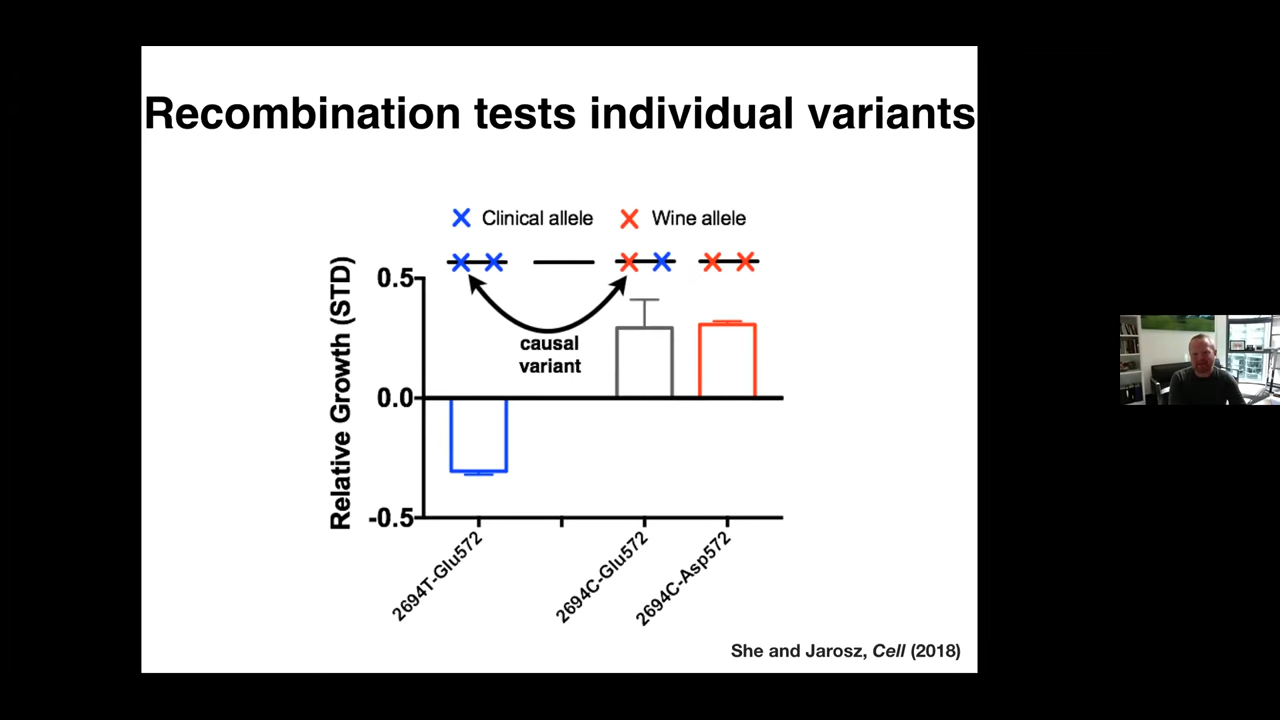 Recombination tests individual variants
Clinical allele
Wine allele
Relative Growth (STD)
0.5
0.0
-0.5
causal
variant
2694T-Glu572
2694C-Glu572
2694C-Asp572
She and Jarosz, Cell (2018)